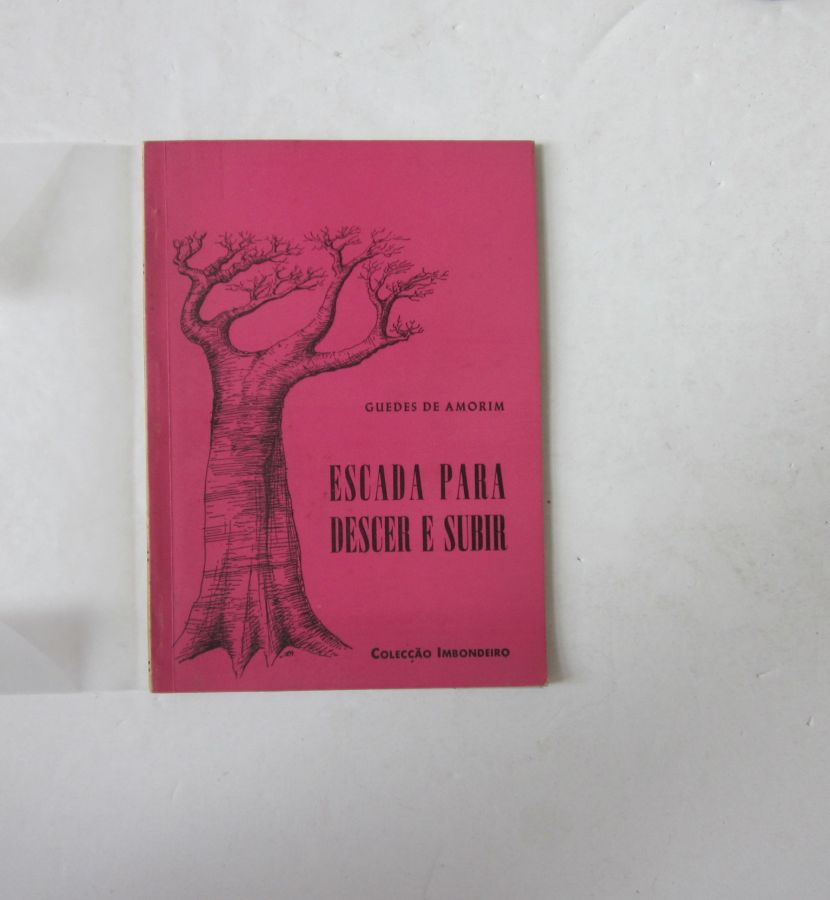 GUEDES DE AMORIM
ESCADA PARA
DESCER E SUBIR
COLECÇÃO IMBONDEIRO